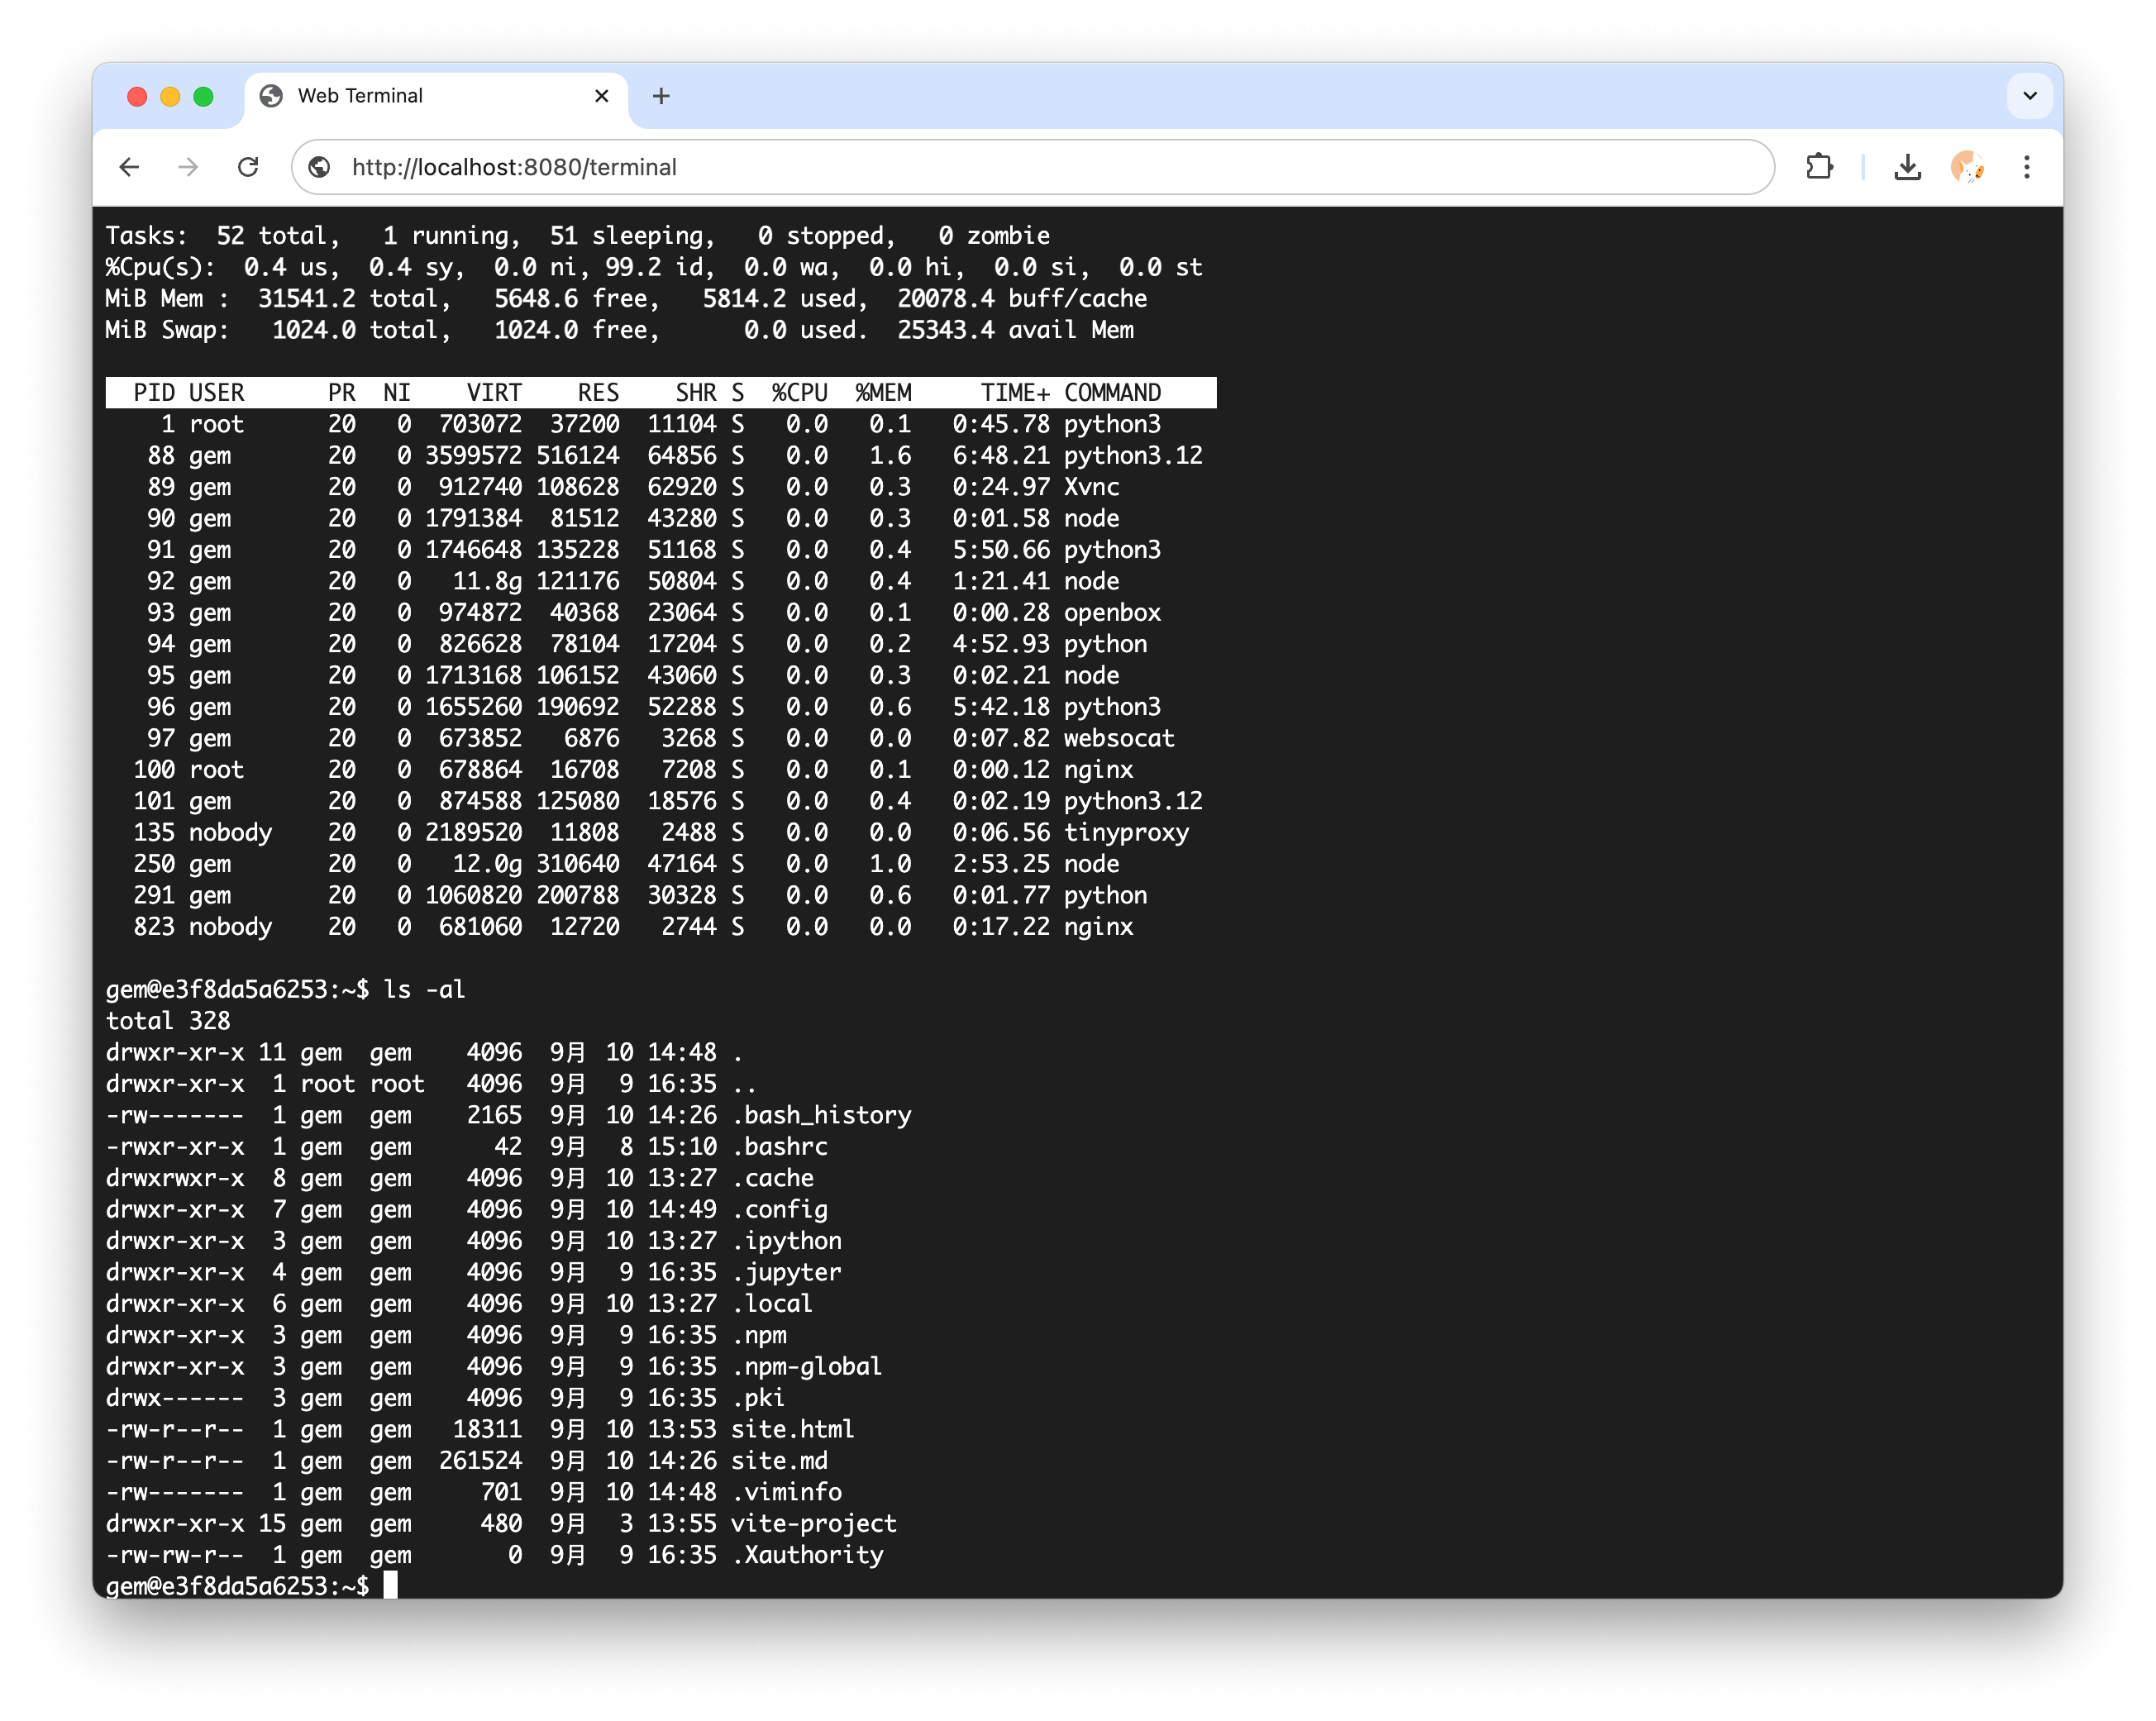 Web Terminal
http://localhost:8080/terminal
Tasks:  52 total,   1 running,  51 sleeping,   0 stopped,   0 zombie
%Cpu(s):  0.4 us,  0.4 sy,  0.0 ni, 99.2 id,  0.0 wa,  0.0 hi,  0.0 si,  0.0 st
MiB Mem :  31541.2 total,   5648.6 free,   5814.2 used,  20078.4 buff/cache
MiB Swap:   1024.0 total,   1024.0 free,      0.0 used.  25343.4 avail Mem
  PID USER      PR  NI    VIRT    RES    SHR S  %CPU  %MEM     TIME+ COMMAND
    1 root      20   0  703072  37200  11104 S   0.0   0.1   0:45.78 python3
   88 gem       20   0 3599572 516124  64856 S   0.0   1.6   6:48.21 python3.12
   89 gem       20   0  912740 108628  62920 S   0.0   0.3   0:24.97 Xvnc
   90 gem       20   0 1791384  81512  43280 S   0.0   0.3   0:01.58 node
   91 gem       20   0 1746648 135228  51168 S   0.0   0.4   5:50.66 python3
   92 gem       20   0   11.8g 121176  50804 S   0.0   0.4   1:21.41 node
   93 gem       20   0  974872  40368  23064 S   0.0   0.1   0:00.28 openbox
   94 gem       20   0  826628  78104  17204 S   0.0   0.2   4:52.93 python
   95 gem       20   0 1713168 106152  43060 S   0.0   0.3   0:02.21 node
   96 gem       20   0 1655260 190692  52288 S   0.0   0.6   5:42.18 python3
   97 gem       20   0  673852   6876   3268 S   0.0   0.0   0:07.82 websocat
  100 root      20   0  678864  16708   7208 S   0.0   0.1   0:00.12 nginx
  101 gem       20   0  874588 125080  18576 S   0.0   0.4   0:02.19 python3.12
  135 nobody    20   0 2189520  11808   2488 S   0.0   0.0   0:06.56 tinyproxy
  250 gem       20   0   12.0g 310640  47164 S   0.0   1.0   2:53.25 node
  291 gem       20   0 1060820 200788  30328 S   0.0   0.6   0:01.77 python
  823 nobody    20   0  681060  12720   2744 S   0.0   0.0   0:17.22 nginx
gem@e3f8da5a6253:~$ ls -al
total 328
drwxr-xr-x 11 gem  gem    4096  9月 10 14:48 .
drwxr-xr-x  1 root root   4096  9月  9 16:35 ..
-rw-------  1 gem  gem    2165  9月 10 14:26 .bash_history
-rwxr-xr-x  1 gem  gem      42  9月  8 15:10 .bashrc
drwxrwxr-x  8 gem  gem    4096  9月 10 13:27 .cache
drwxr-xr-x  7 gem  gem    4096  9月 10 14:49 .config
drwxr-xr-x  3 gem  gem    4096  9月 10 13:27 .ipython
drwxr-xr-x  4 gem  gem    4096  9月  9 16:35 .jupyter
drwxr-xr-x  6 gem  gem    4096  9月 10 13:27 .local
drwxr-xr-x  3 gem  gem    4096  9月  9 16:35 .npm
drwxr-xr-x  3 gem  gem    4096  9月  9 16:35 .npm-global
drwx------  3 gem  gem    4096  9月  9 16:35 .pki
-rw-r--r--  1 gem  gem   18311  9月 10 13:53 site.html
-rw-r--r--  1 gem  gem  261524  9月 10 14:26 site.md
-rw-------  1 gem  gem     701  9月 10 14:48 .viminfo
drwxr-xr-x 15 gem  gem     480  9月  3 13:55 vite-project
-rw-rw-r--  1 gem  gem       0  9月  9 16:35 .Xauthority
gem@e3f8da5a6253:~$